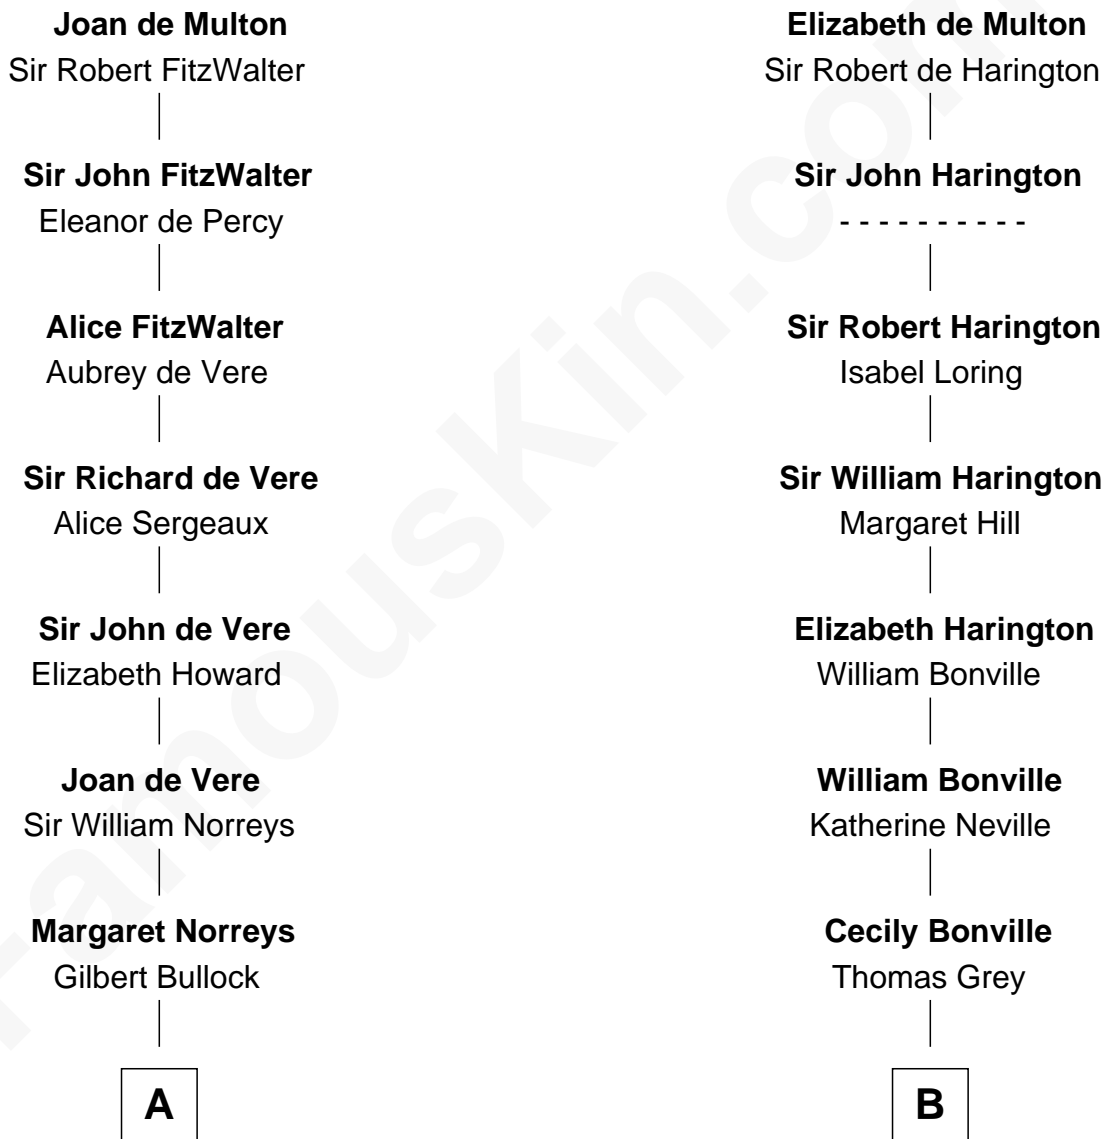 Joan de Multon
Sir Robert FitzWalter
Sir John FitzWalter
Eleanor de Percy
Alice FitzWalter
Aubrey de Vere
Sir Richard de Vere
Alice Sergeaux
Sir John de Vere
Elizabeth Howard
Joan de Vere
Sir William Norreys
Margaret Norreys
Gilbert Bullock
A
Elizabeth de Multon
Sir Robert de Harington
Sir John Harington
- - - - - - - - - -
Sir Robert Harington
Isabel Loring
Sir William Harington
Margaret Hill
Elizabeth Harington
William Bonville
William Bonville
Katherine Neville
Cecily Bonville
Thomas Grey
B
FamousKin.com